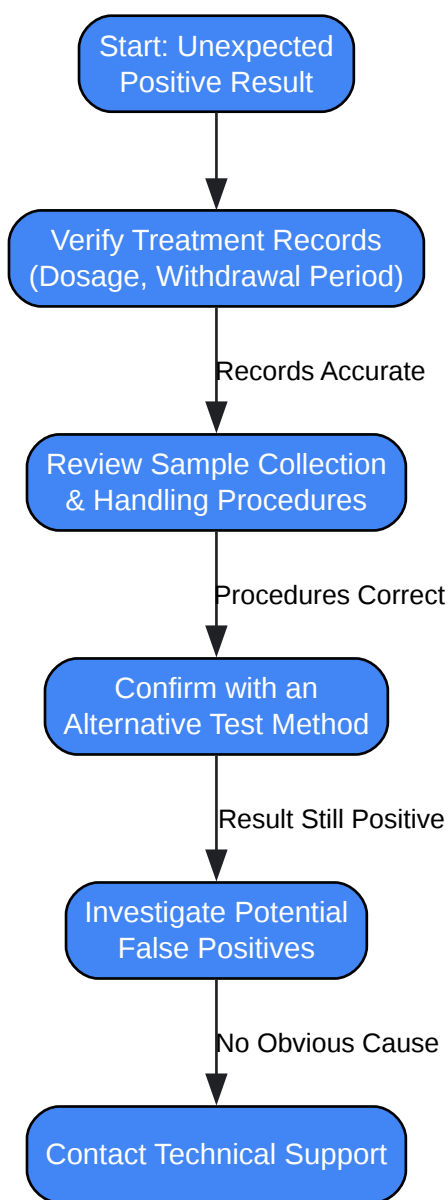 Start: Unexpected
Positive Result
Verify Treatment Records
(Dosage, Withdrawal Period)
Records Accurate
Review Sample Collection
& Handling Procedures
Procedures Correct
Confirm with an
Alternative Test Method
Result Still Positive
Investigate Potential
False Positives
No Obvious Cause
Contact Technical Support